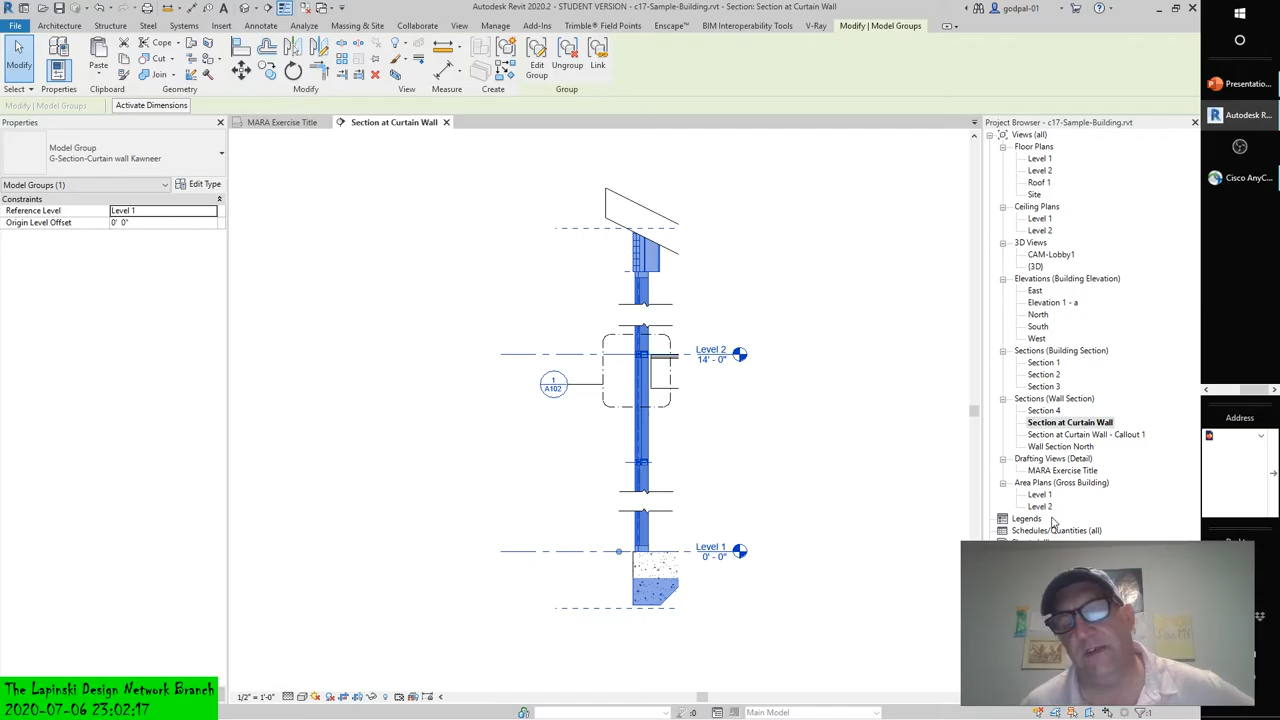 Autodesk Revit 2020.2 - STUDENT VERSION - c17-Sample-Building.rvt - Section: Section at Curtain Wall
godpal-01
File Architecture Structure Steel Systems Insert Annotate Analyze Massing & Site Collaborate View Manage Add-Ins Trimble® Field Points Enscape™ BIM Interoperability Tools V-Ray Modify | Model Groups
Modify
Paste
Cope
Cut
Join
Edit
Group
Ungroup
Link
Select Properties Clipboard Geometry Modify View Measure Create Group
Modify | Model Groups Activate Dimensions
Properties
Model Group
G-Section-Curtain wall Kawneer
Model Groups (1) Edit Type
Constraints
Reference Level Level 1
Origin Level Offset 0' 0"
MARA Exercise Title
Section at Curtain Wall
Level 2
14' - 0"
1
A102
Level 1
0' - 0"
1/2" = 1'-0"
:0
Main Model
Project Browser - c17-Sample-Building.rvt
Views (all)
Floor Plans
Level 1
Level 2
Roof 1
Site
Ceiling Plans
Level 1
Level 2
3D Views
CAM-Lobby1
{3D}
Elevations (Building Elevation)
East
Elevation 1 - a
North
South
West
Sections (Building Section)
Section 1
Section 2
Section 3
Sections (Wall Section)
Section 4
Section at Curtain Wall
Section at Curtain Wall - Callout 1
Wall Section North
Drafting Views (Detail)
MARA Exercise Title
Area Plans (Gross Building)
Level 1
Level 2
Legends
Schedules/Quantities (all)
Presentatio...
Autodesk R...
Cisco AnyC...
Address
The Lapinski Design Network Branch
2020-07-06 23:02:17